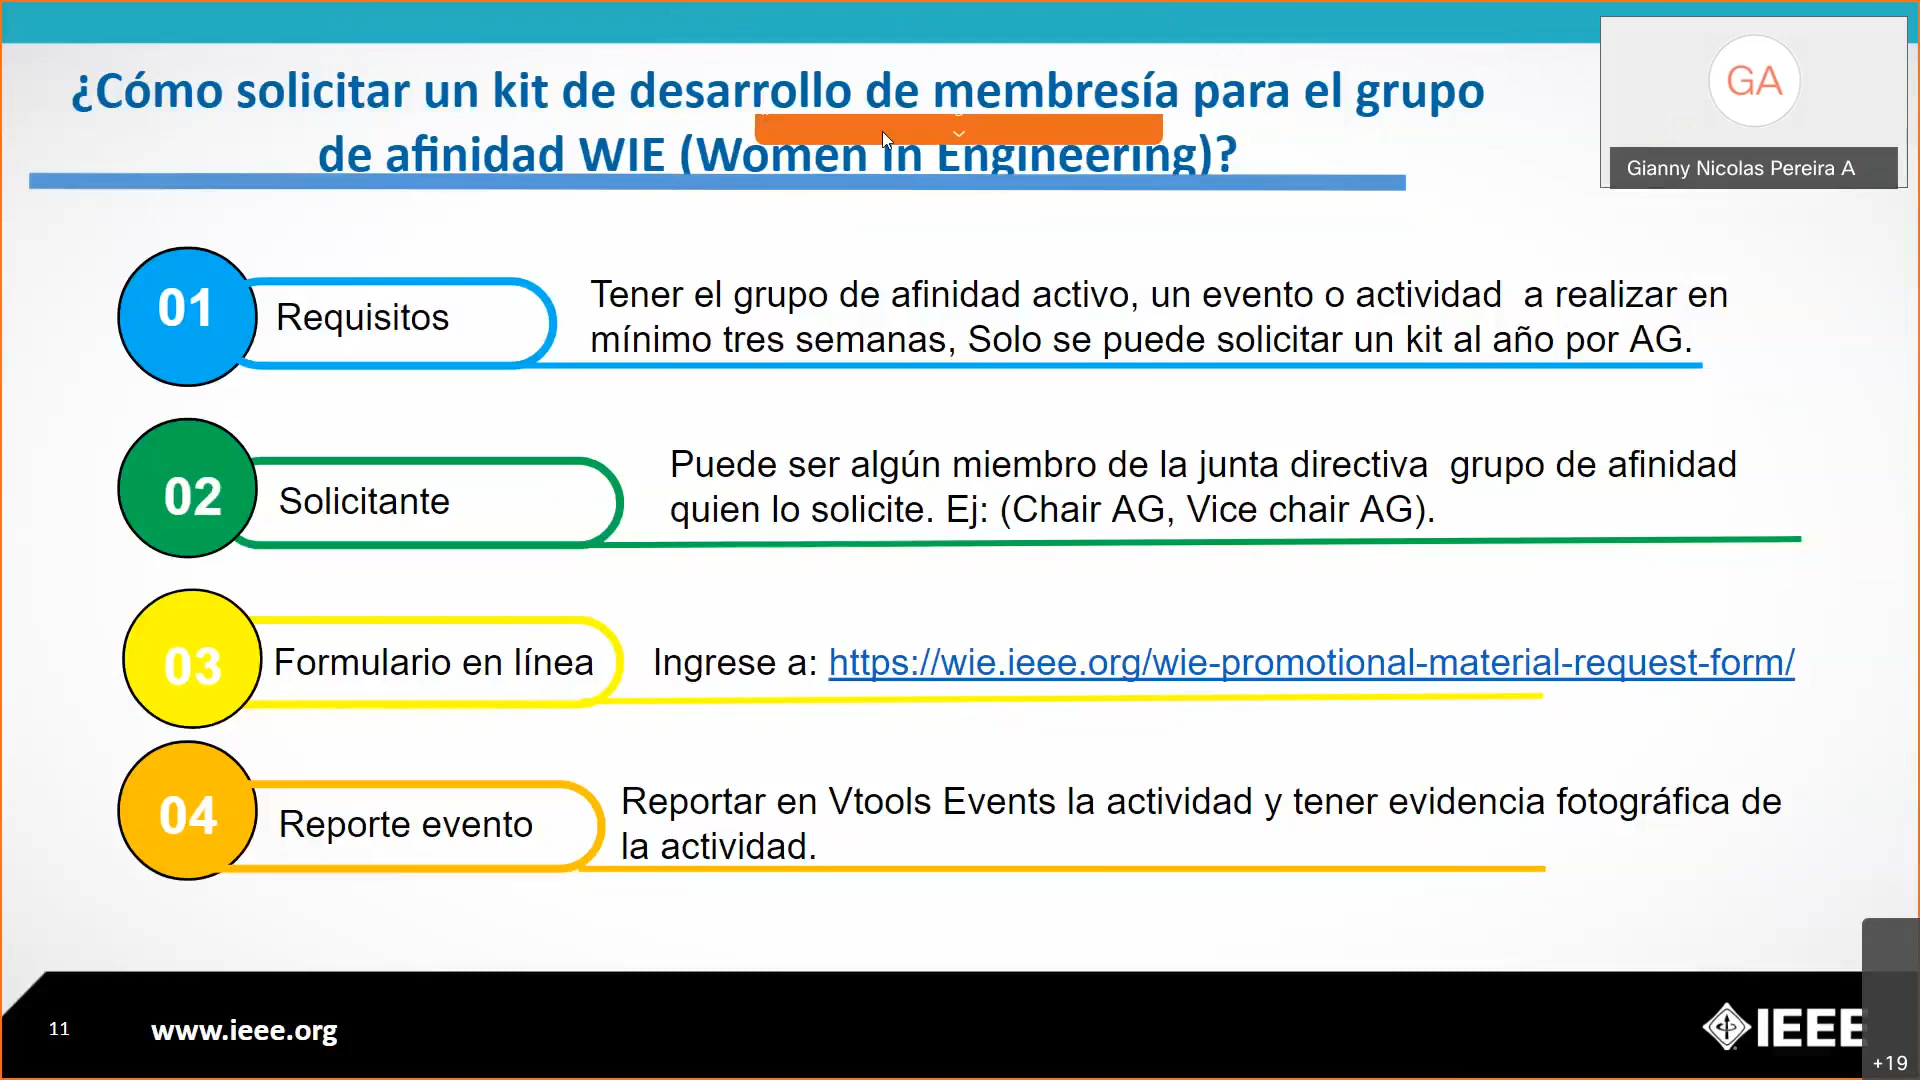 ¿Cómo solicitar un kit de desarrollo de membresía para el grupo
de afinidad WIE (Women in Engineering)?
GA
Gianny Nicolas Pereira A
01
Requisitos
Tener el grupo de afinidad activo, un evento o actividad  a realizar en
mínimo tres semanas, Solo se puede solicitar un kit al año por AG.
02
Solicitante
Puede ser algún miembro de la junta directiva  grupo de afinidad
quien lo solicite. Ej: (Chair AG, Vice chair AG).
03
Formulario en línea
Ingrese a: https://wie.ieee.org/wie-promotional-material-request-form/
04
Reporte evento
Reportar en Vtools Events la actividad y tener evidencia fotográfica de
la actividad.
11
www.ieee.org
IEEE
+19